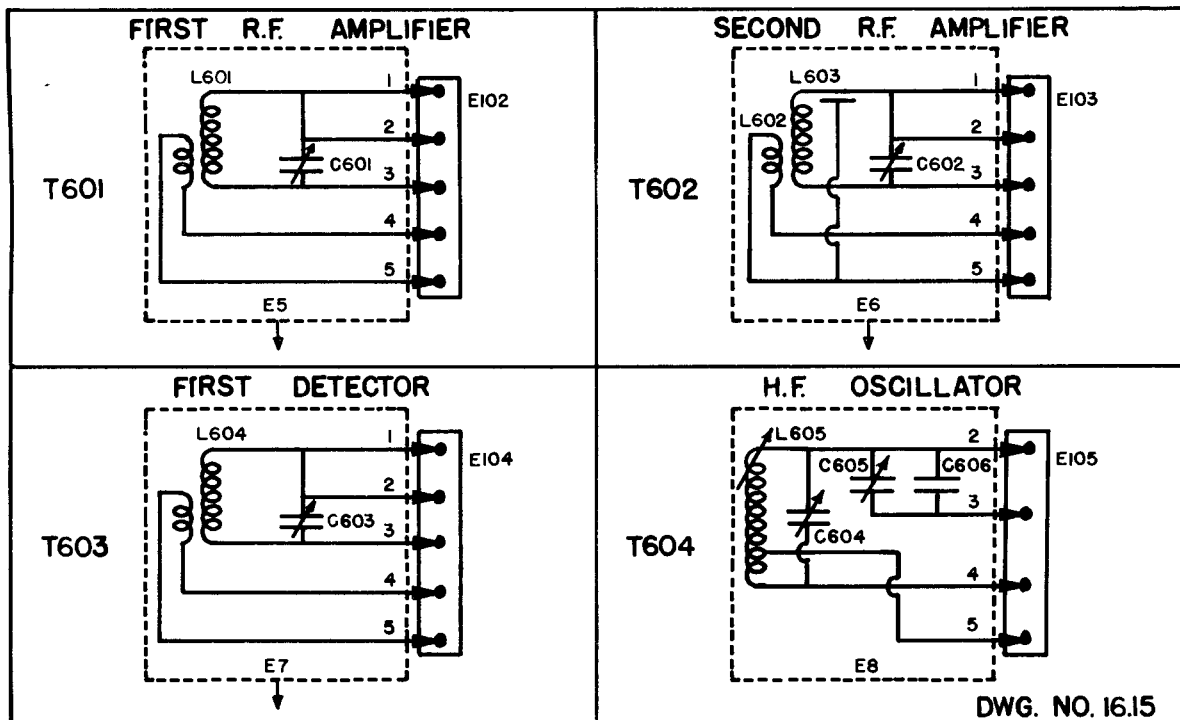 FIRST R.F. AMPLIFIER
L601
1
E102
2
C601
T601
3
4
5
E5
SECOND R.F. AMPLIFIER
L603
1
E103
L602
2
C602
T602
3
4
5
E6
FIRST DETECTOR
L604
1
E104
2
C603
T603
3
4
5
E7
H.F. OSCILLATOR
L605
2
E105
C605
C606
3
T604
C604
4
5
E8
DWG. NO. 16.15